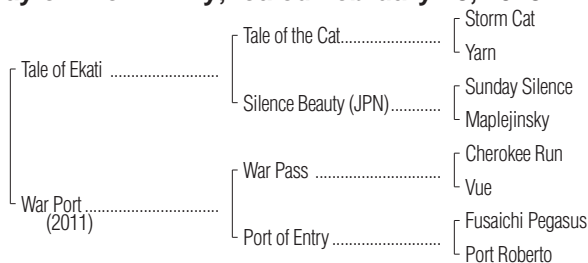 Storm Cat
Tale of the Cat....................
Yarn
Tale of Ekati ......................
Sunday Silence
Silence Beauty (JPN)...........
Maplejinsky
Cherokee Run
War Pass ..........................
Vue
War Port ...........................
(2011)
Fusaichi Pegasus
Port of Entry ......................
Port Roberto